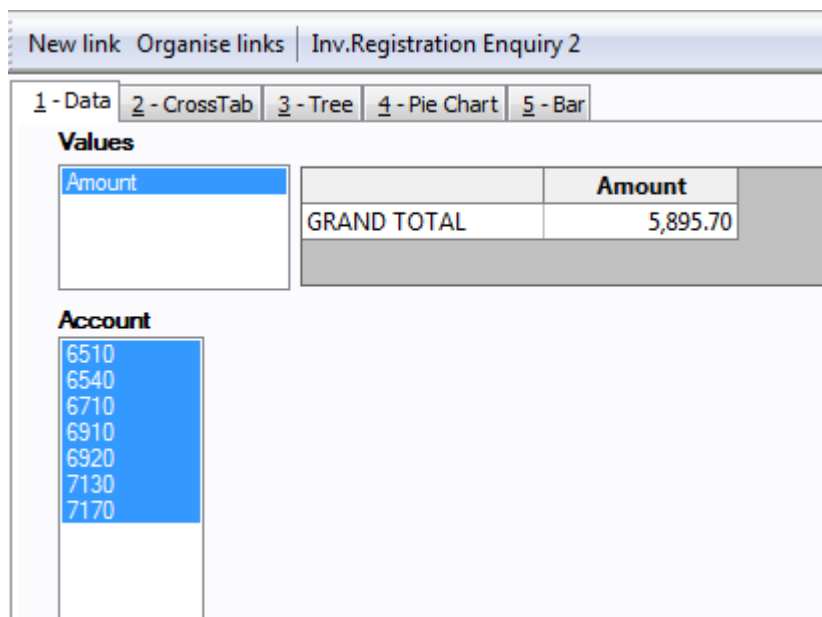 New link Organise links Inv.Registration Enquiry 2
1 - Data 2 - CrossTab 3 - Tree 4 - Pie Chart 5 - Bar
Values
Amount
Amount
GRAND TOTAL 5,895.70
Account
6510
6540
6710
6910
6920
7130
7170